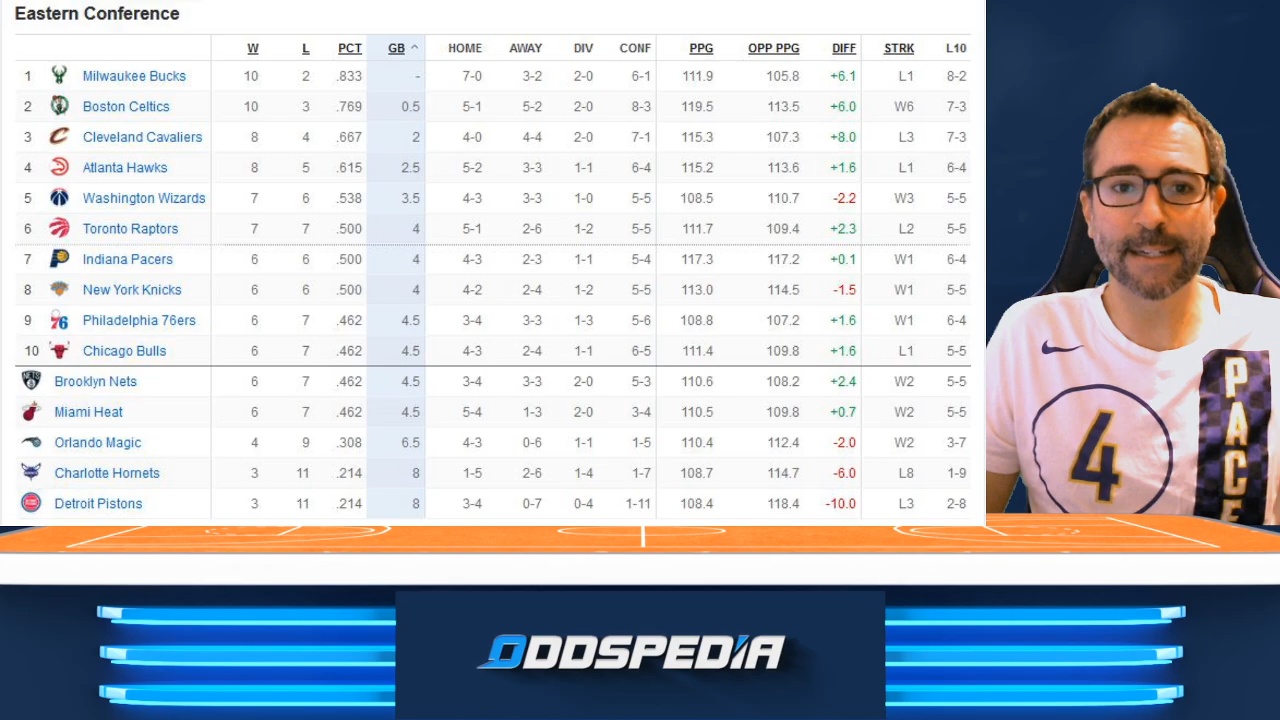 Eastern Conference
W L PCT GB ^ HOME AWAY DIV CONF PPG OPP PPG DIFF STRK L10
1 Milwaukee Bucks 10 2 .833 - 7-0 3-2 2-0 6-1 111.9 105.8 +6.1 L1 8-2
2 Boston Celtics 10 3 .769 0.5 5-1 5-2 2-0 8-3 119.5 113.5 +6.0 W6 7-3
3 Cleveland Cavaliers 8 4 .667 2 4-0 4-4 2-0 7-1 115.3 107.3 +8.0 L3 7-3
4 Atlanta Hawks 8 5 .615 2.5 5-2 3-3 1-1 6-4 115.2 113.6 +1.6 L1 6-4
5 Washington Wizards 7 6 .538 3.5 4-3 3-3 1-0 5-5 108.5 110.7 -2.2 W3 5-5
6 Toronto Raptors 7 7 .500 4 5-1 2-6 1-2 5-5 111.7 109.4 +2.3 L2 5-5
7 Indiana Pacers 6 6 .500 4 4-3 2-3 1-1 5-4 117.3 117.2 +0.1 W1 6-4
8 New York Knicks 6 6 .500 4 4-2 2-4 1-2 5-5 113.0 114.5 -1.5 W1 5-5
9 76 Philadelphia 76ers 6 7 .462 4.5 3-4 3-3 1-3 5-6 108.8 107.2 +1.6 W1 6-4
10 Chicago Bulls 6 7 .462 4.5 4-3 2-4 1-1 6-5 111.4 109.8 +1.6 L1 5-5
NETS Brooklyn Nets 6 7 .462 4.5 3-4 3-3 2-0 5-3 110.6 108.2 +2.4 W2 5-5
Miami Heat 6 7 .462 4.5 5-4 1-3 2-0 3-4 110.5 109.8 +0.7 W2 5-5
Orlando Magic 4 9 .308 6.5 4-3 0-6 1-1 1-5 110.4 112.4 -2.0 W2 3-7
Charlotte Hornets 3 11 .214 8 1-5 2-6 1-4 1-7 108.7 114.7 -6.0 L8 1-9
Detroit Pistons 3 11 .214 8 3-4 0-7 0-4 1-11 108.4 118.4 -10.0 L3 2-8
4
PACE
ODDSPEDIA